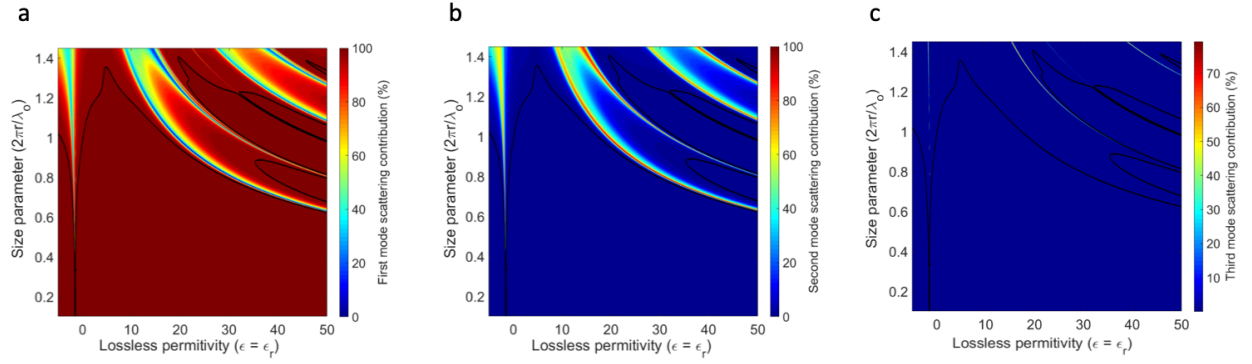 a
b
c
100
80
60
40
20
0
First mode scattering contribution (%)
1.4
1.2
1
0.8
0.6
0.4
0.2
Size parameter (2πr/λo)
0 10 20 30 40 50
Lossless permitivity (ϵ = ϵr)
100
80
60
40
20
0
Second mode scattering contribution (%)
1.4
1.2
1
0.8
0.6
0.4
0.2
Size parameter (2πr/λo)
0 10 20 30 40 50
Lossless permitivity (ϵ = ϵr)
70
60
50
40
30
20
10
Third mode scattering contribution (%)
1.4
1.2
1
0.8
0.6
0.4
0.2
Size parameter (2πr/λo)
0 10 20 30 40 50
Lossless permitivity (ϵ = ϵr)